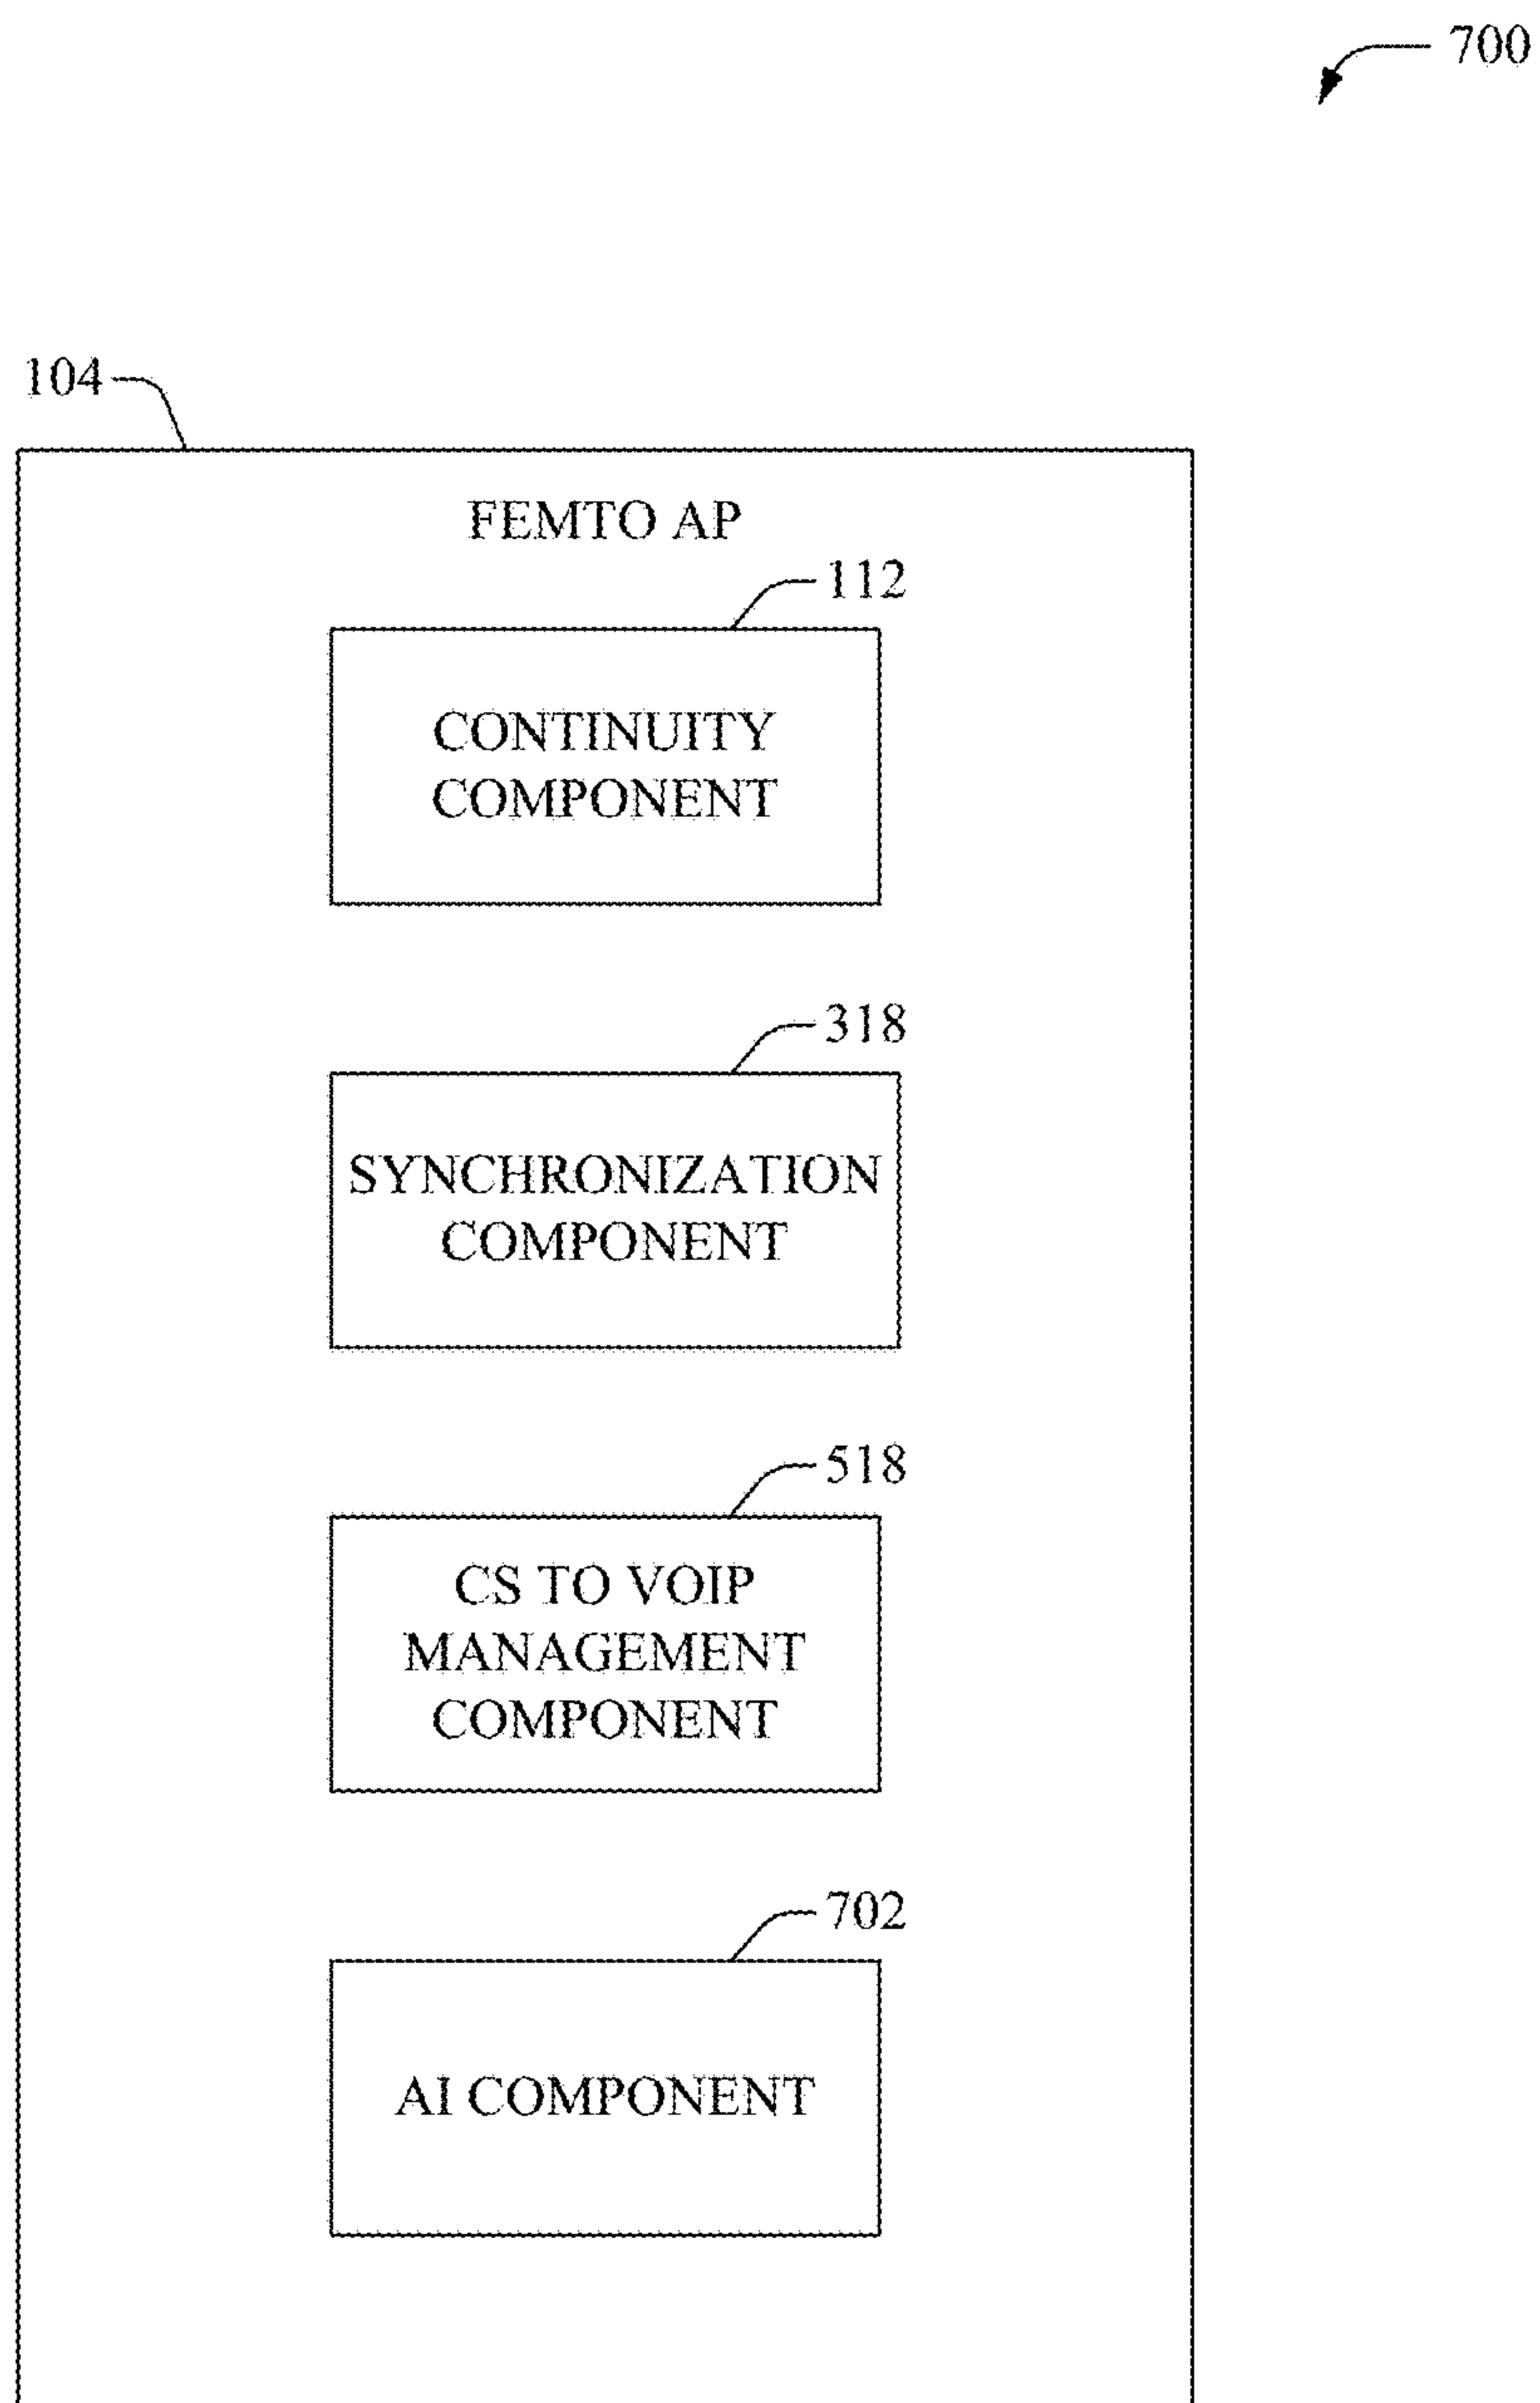 700
104
FEMTO AP
112
CONTINUITY
COMPONENT
318
SYNCHRONIZATION
COMPONENT
518
CS TO VOIP
MANAGEMENT
COMPONENT
702
AI COMPONENT